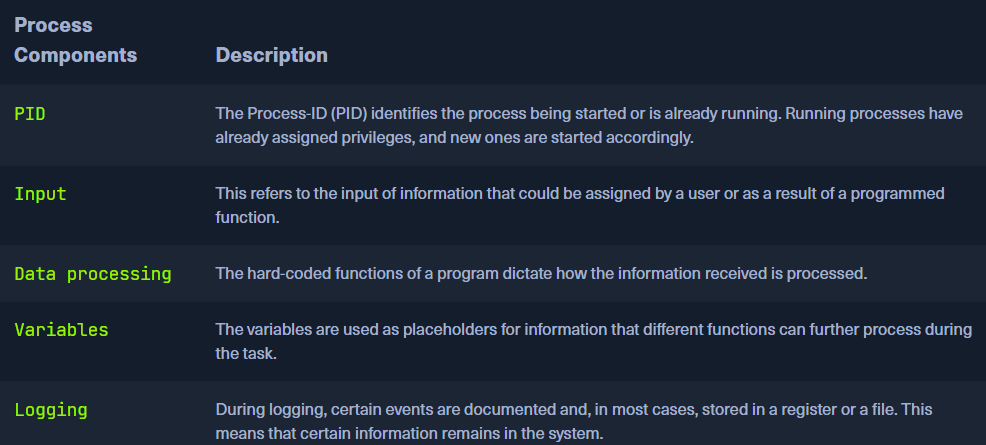 Process
Components
Description
PID
The Process-ID (PID) identifies the process being started or is already running. Running processes have
already assigned privileges, and new ones are started accordingly.
Input
This refers to the input of information that could be assigned by a user or as a result of a programmed
function.
Data processing
The hard-coded functions of a program dictate how the information received is processed.
Variables
The variables are used as placeholders for information that different functions can further process during
the task.
Logging
During logging, certain events are documented and, in most cases, stored in a register or a file. This
means that certain information remains in the system.